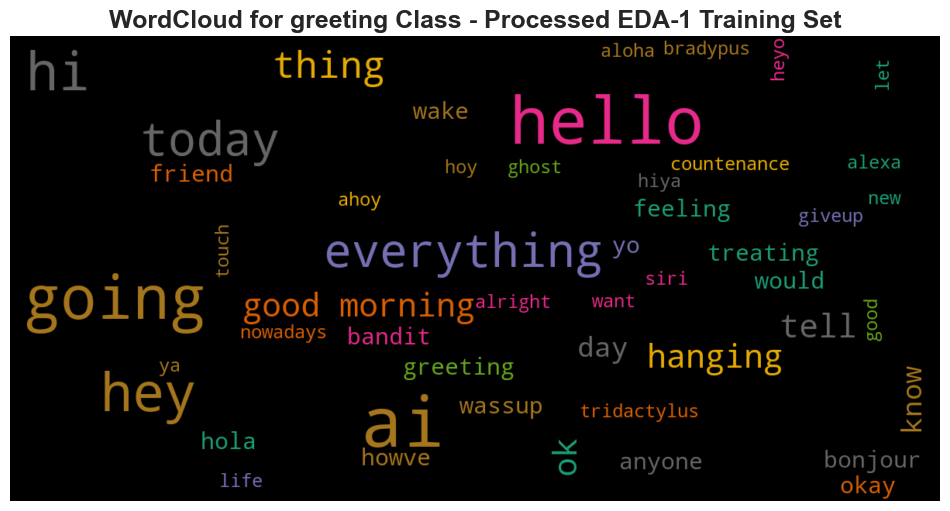 WordCloud for greeting Class - Processed EDA-1 Training Set
hi
thing
aloha
bradypus
heyo
let
wake
hello
today
friend
hoy
ghost
countenance
alexa
hiya
ahoy
feeling
new
giveup
touch
everything
yo
treating
siri
would
going
good morning
alright
want
nowadays
bandit
tell
good
day
hanging
ya
greeting
hey
ai
wassup
tridactylus
know
hola
howve
ok
anyone
bonjour
life
okay